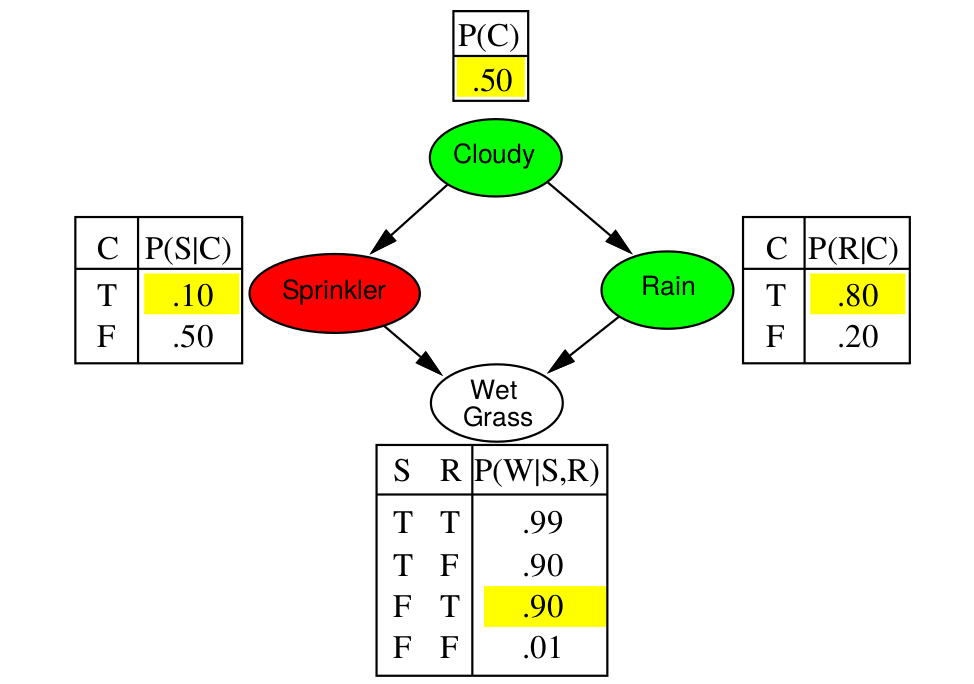 P(C)
.50
Cloudy
C P(S|C)
T .10
F .50
Sprinkler
Rain
C P(R|C)
T .80
F .20
Wet
Grass
S R P(W|S,R)
T T .99
T F .90
F T .90
F F .01